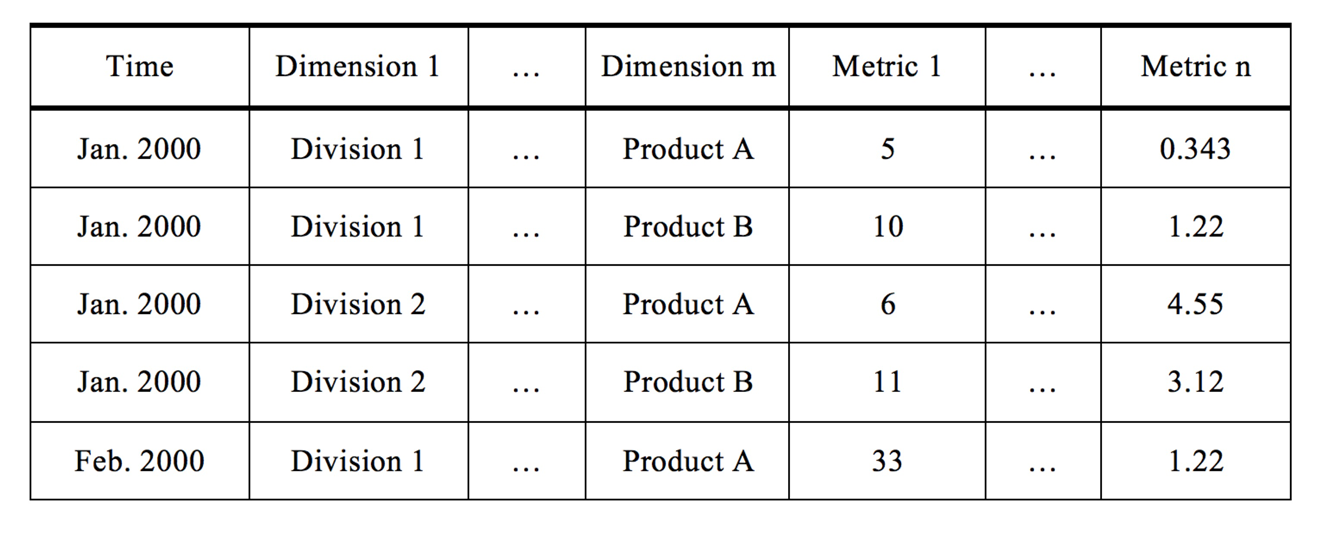 Time Dimension 1 … Dimension m Metric 1 … Metric n
Jan. 2000 Division 1 … Product A 5 … 0.343
Jan. 2000 Division 1 … Product B 10 … 1.22
Jan. 2000 Division 2 … Product A 6 … 4.55
Jan. 2000 Division 2 … Product B 11 … 3.12
Feb. 2000 Division 1 … Product A 33 … 1.22